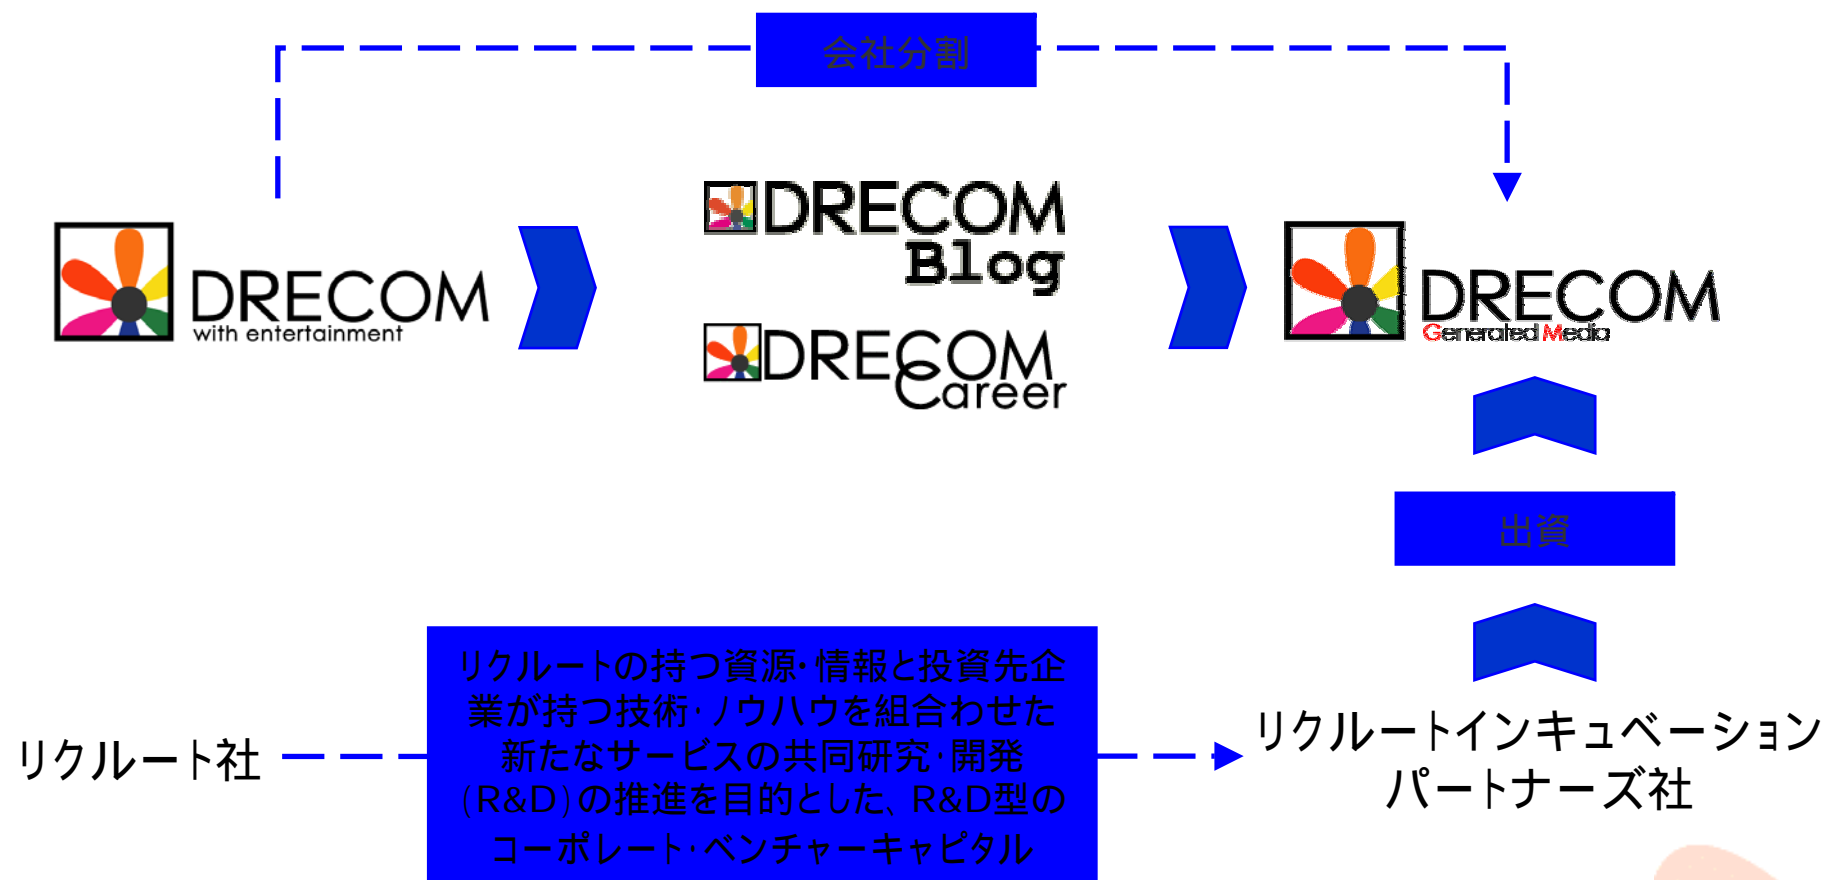 会社分割
DRECOM
with entertainment
DRECOM
Blog
DRECOM
Career
DRECOM
Generated Media
出資
リクルート社
リクルートの持つ資源・情報と投資先企
業が持つ技術・ノウハウを組合わせた
新たなサービスの共同研究・開発
(R&D)の推進を目的とした、R&D型の
コーポレート・ベンチャーキャピタル
リクルートインキュベーション
パートナーズ社